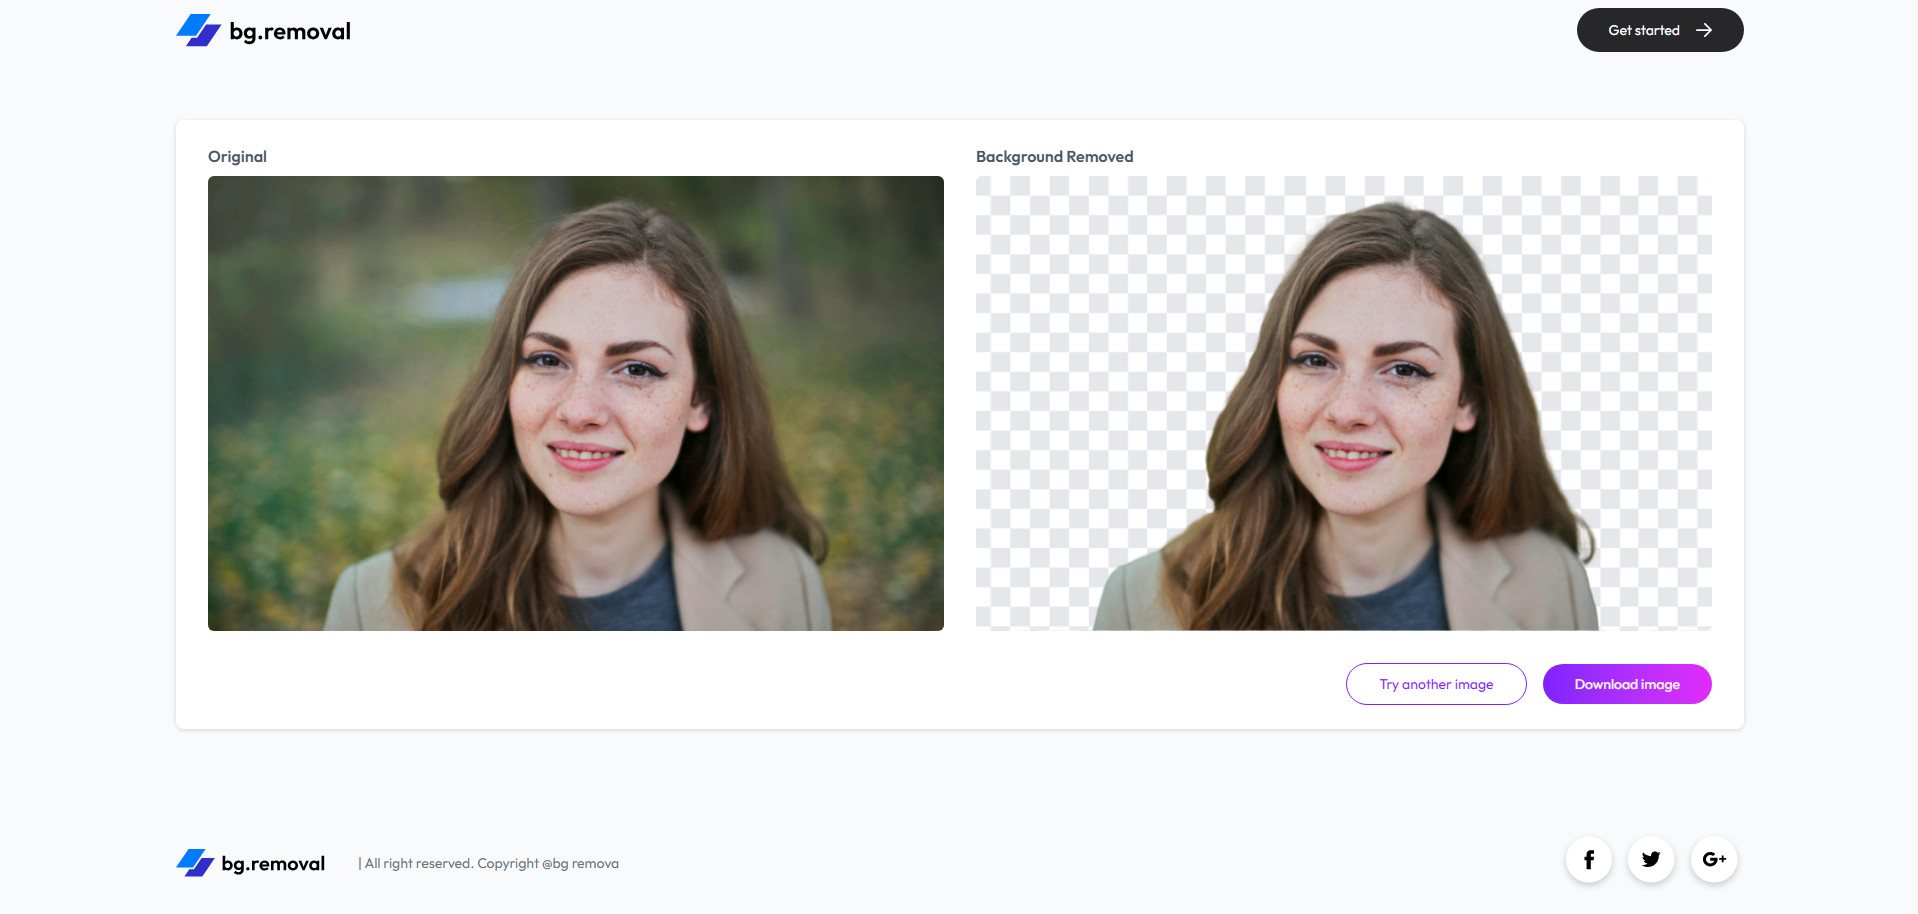 bg.removal
Get started
Original
Background Removed
Try another image
Download image
bg.removal
| All right reserved. Copyright @bg remova
f
G+